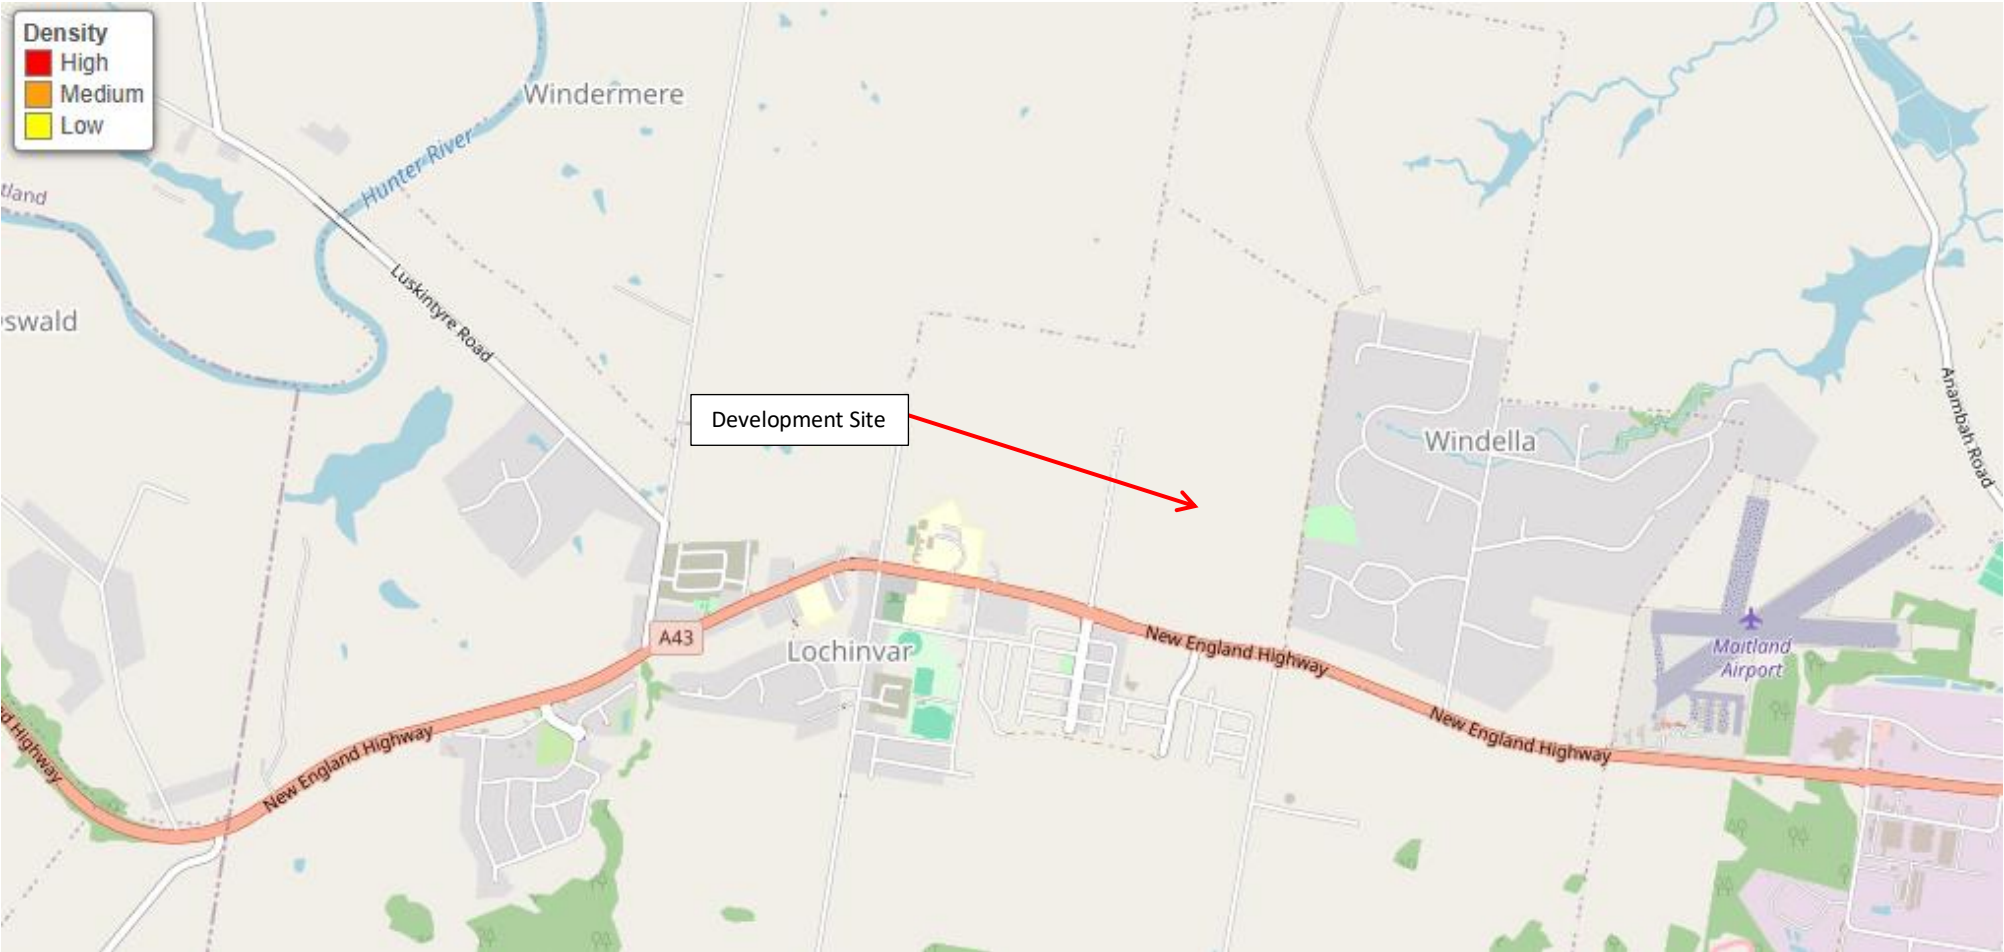 Density
High
Medium
Low
Windermere
Hunter River
tland
swald
Luskintyre Road
Development Site
Windella
Anambah Road
A43
Lochinvar
New England Highway
Maitland
Airport
New England Highway
New England Highway
d Highway